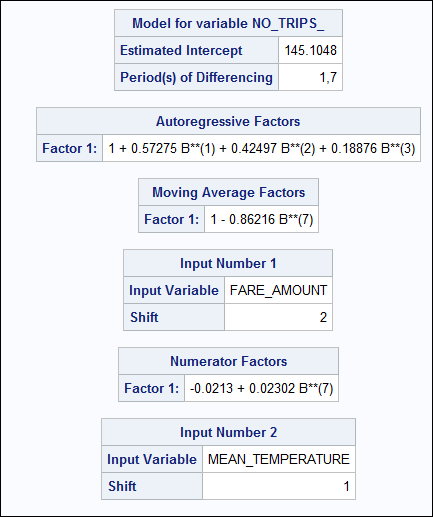 Model for variable NO_TRIPS_
Estimated Intercept 145.1048
Period(s) of Differencing 1,7
Autoregressive Factors
Factor 1: 1 + 0.57275 B**(1) + 0.42497 B**(2) + 0.18876 B**(3)
Moving Average Factors
Factor 1: 1 - 0.86216 B**(7)
Input Number 1
Input Variable FARE_AMOUNT
Shift 2
Numerator Factors
Factor 1: -0.0213 + 0.02302 B**(7)
Input Number 2
Input Variable MEAN_TEMPERATURE
Shift 1